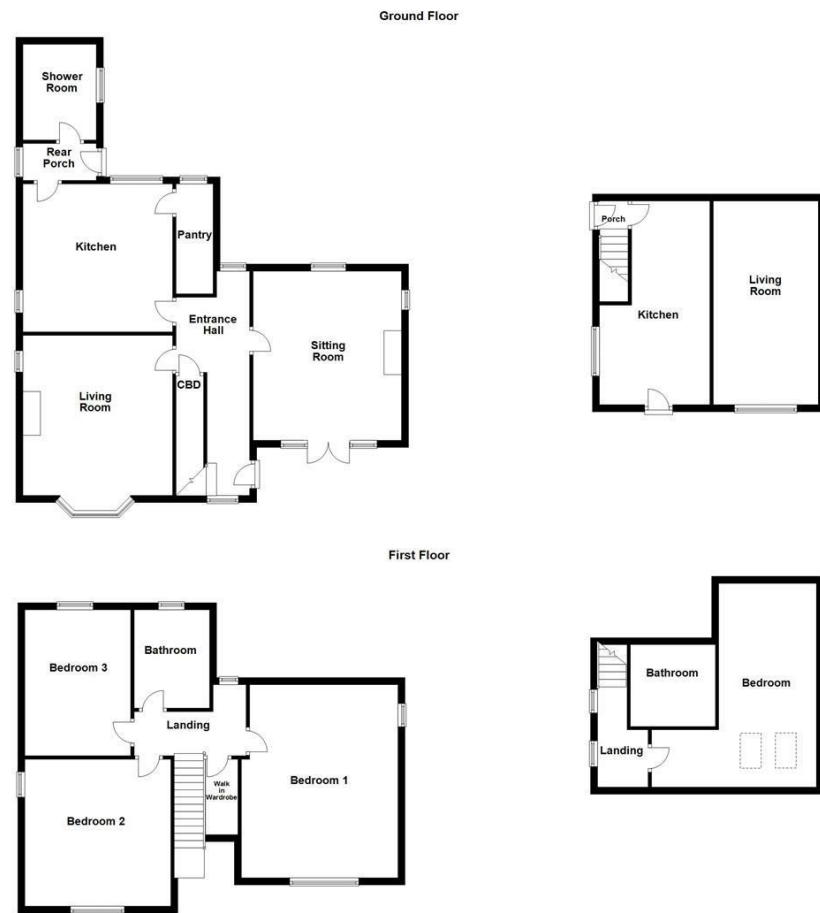 Ground Floor
Shower
Room
Rear
Porch
Kitchen
Pantry
Entrance
Hall
Sitting
Room
CBD
Living
Room
Porch
Kitchen
Living
Room
First Floor
Bedroom 3
Bathroom
Landing
Bedroom 1
Walk
in
Wardrobe
Bedroom 2
Bathroom
Bedroom
Landing